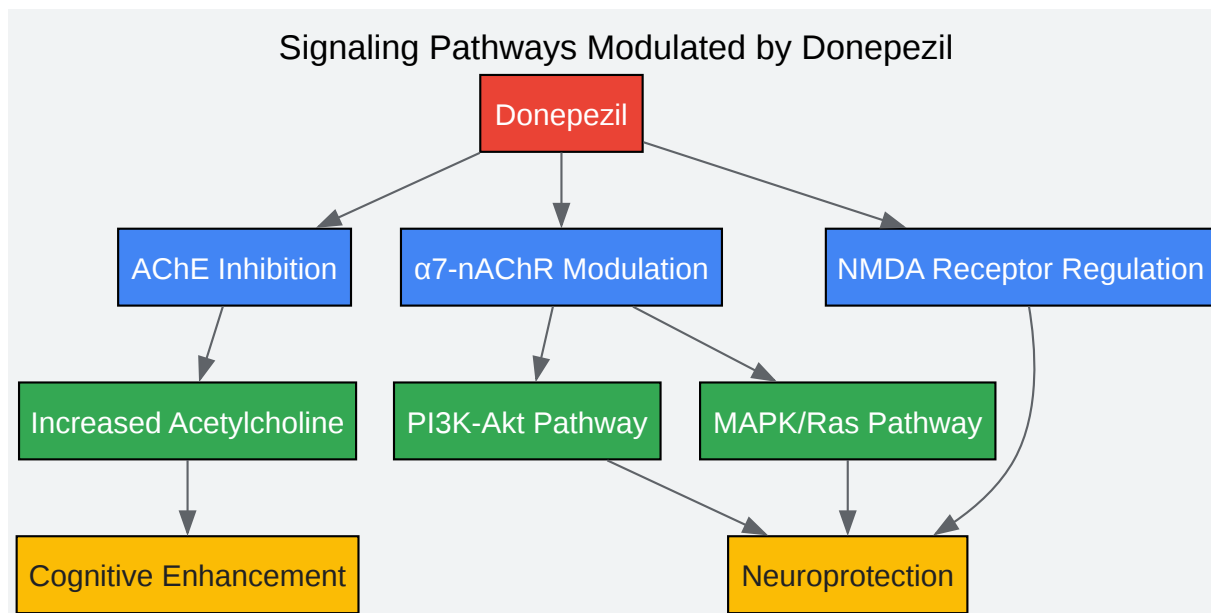 Signaling Pathways Modulated by Donepezil
Donepezil
AChE Inhibition
α7-nAChR Modulation
NMDA Receptor Regulation
Increased Acetylcholine
PI3K-Akt Pathway
MAPK/Ras Pathway
Cognitive Enhancement
Neuroprotection